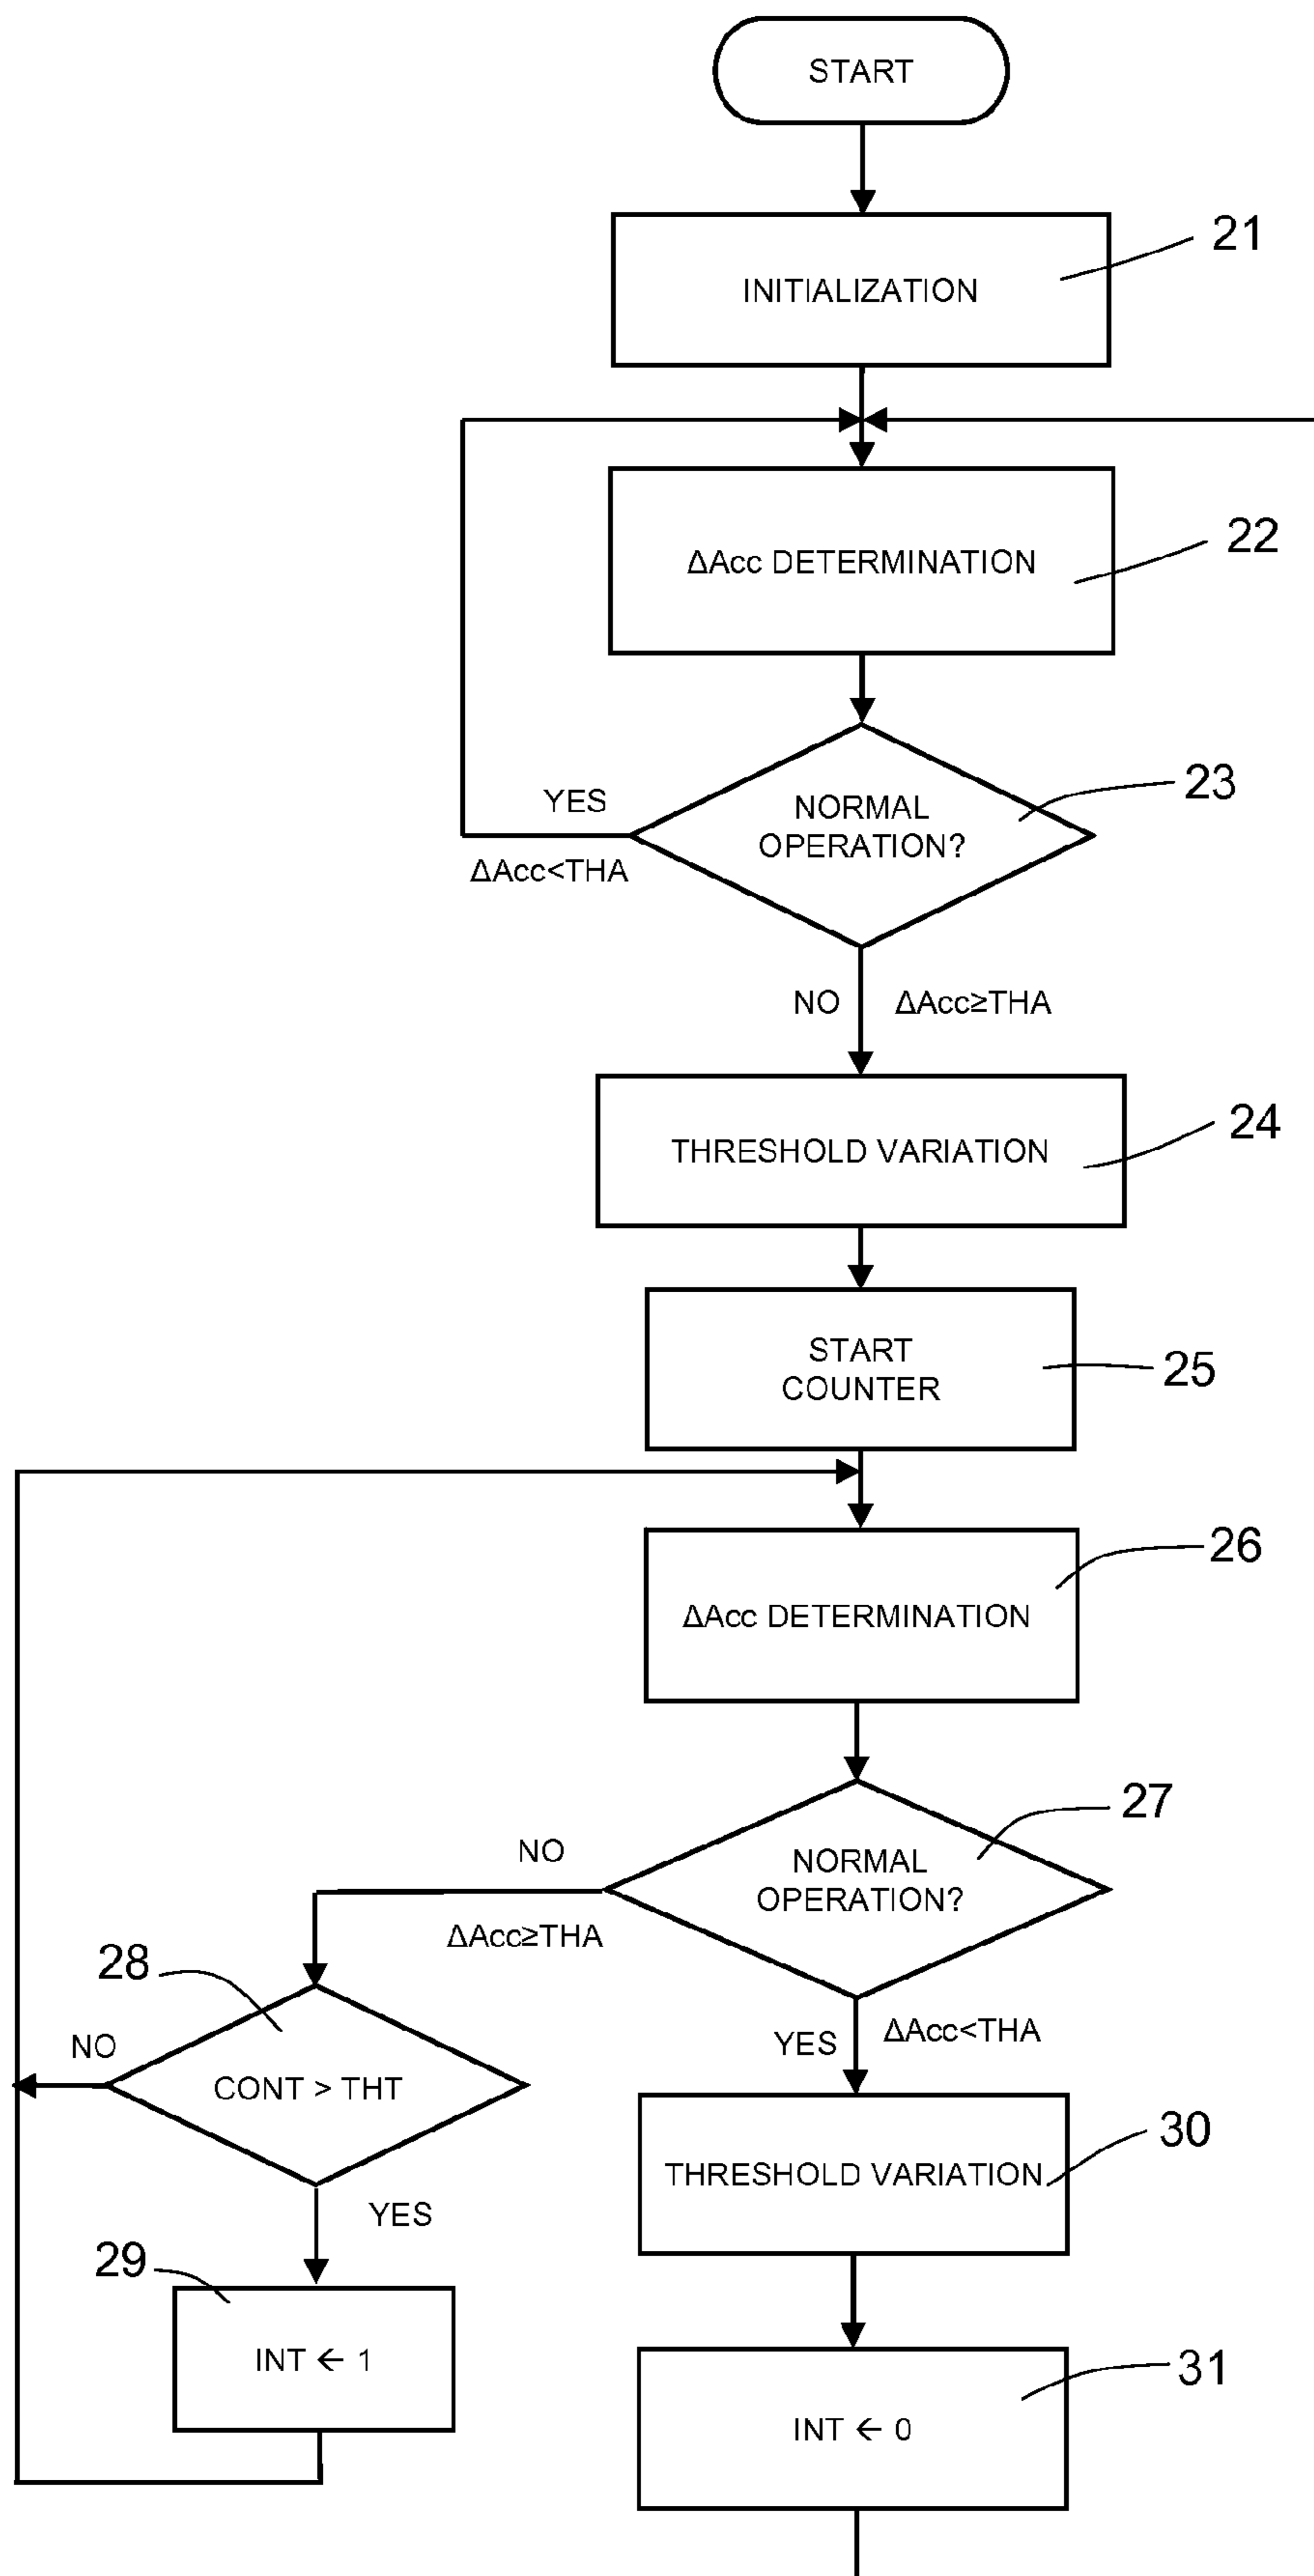 START
INITIALIZATION
21
ΔAcc DETERMINATION
22
NORMAL
OPERATION?
23
YES
ΔAcc<THA
NO
ΔAcc≥THA
THRESHOLD VARIATION
24
START
COUNTER
25
ΔAcc DETERMINATION
26
NORMAL
OPERATION?
27
NO
ΔAcc≥THA
28
NO
CONT > THT
YES
ΔAcc<THA
THRESHOLD VARIATION
30
YES
29
INT ← 1
INT ← 0
31